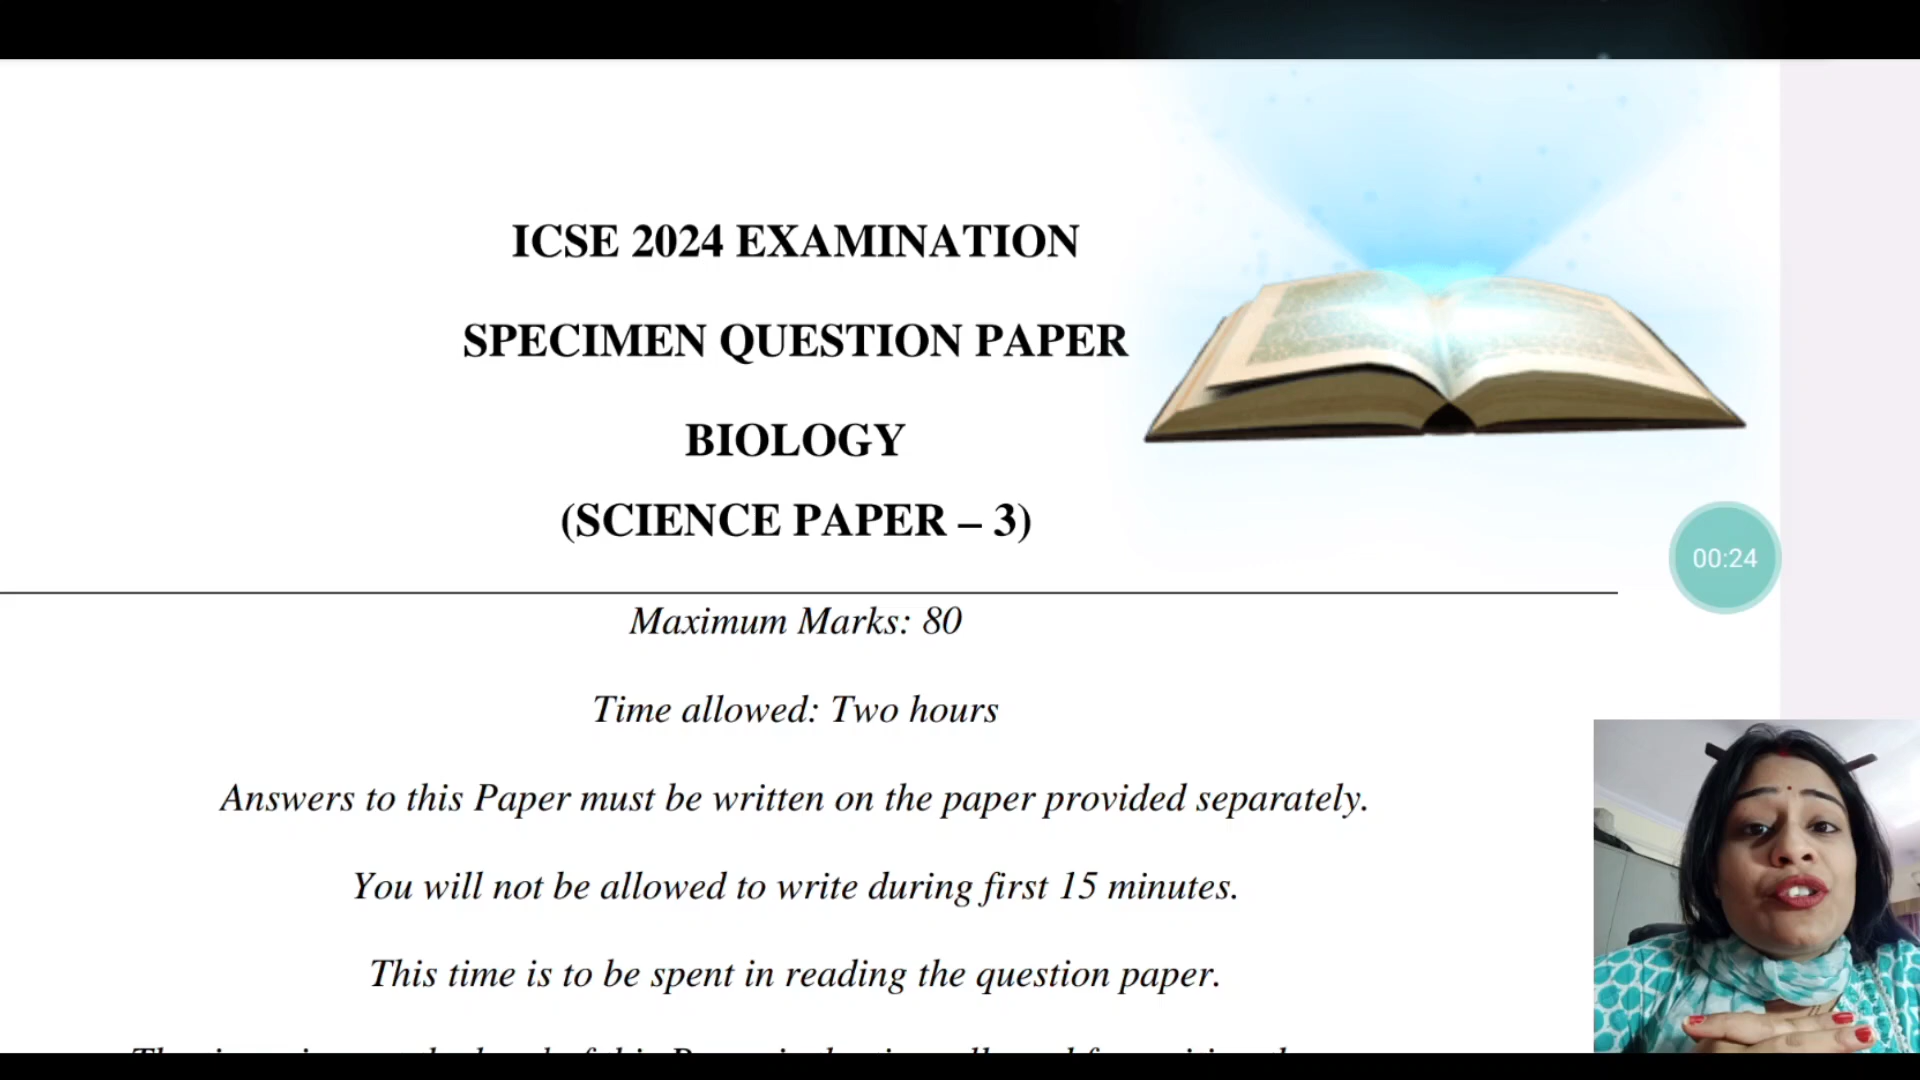 ICSE 2024 EXAMINATION
SPECIMEN QUESTION PAPER
BIOLOGY
(SCIENCE PAPER – 3)
00:24
Maximum Marks: 80
Time allowed: Two hours
Answers to this Paper must be written on the paper provided separately.
You will not be allowed to write during first 15 minutes.
This time is to be spent in reading the question paper.